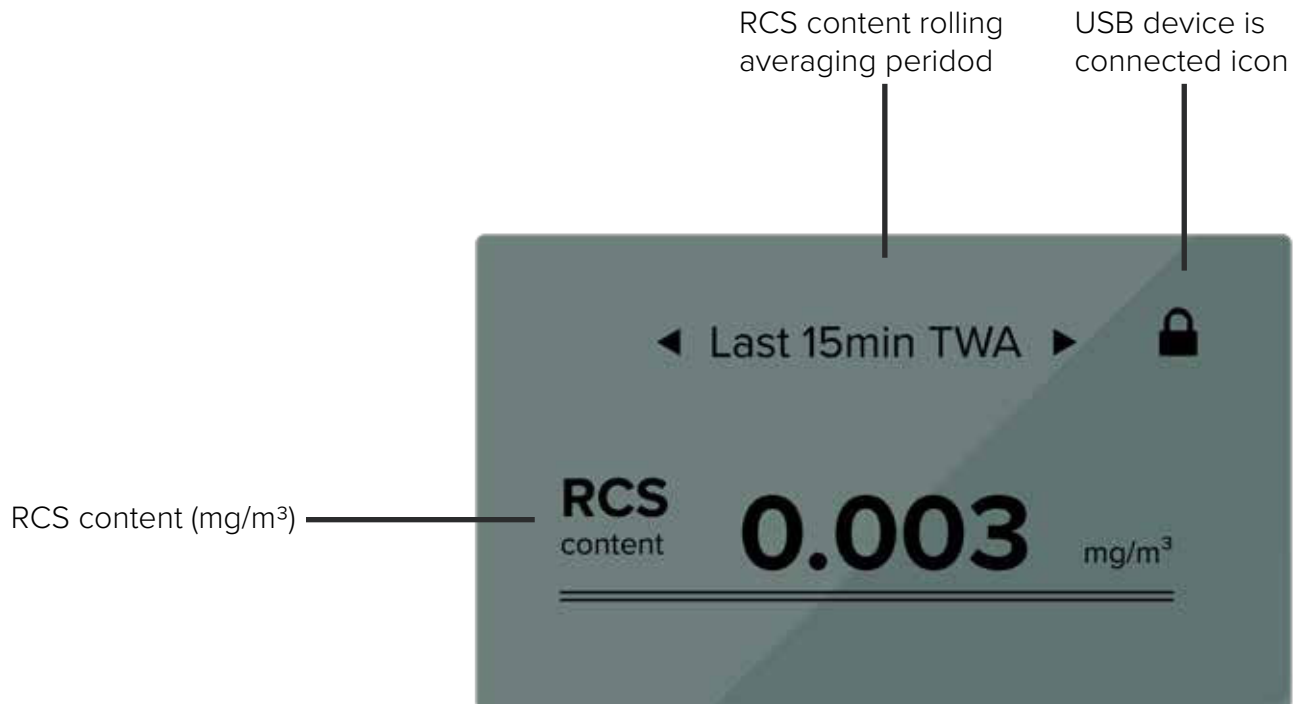 RCS content rolling
averaging peridod
USB device is
connected icon
◀ Last 15min TWA ▶
RCS content (mg/m³)
RCS
content
0.003
mg/m³